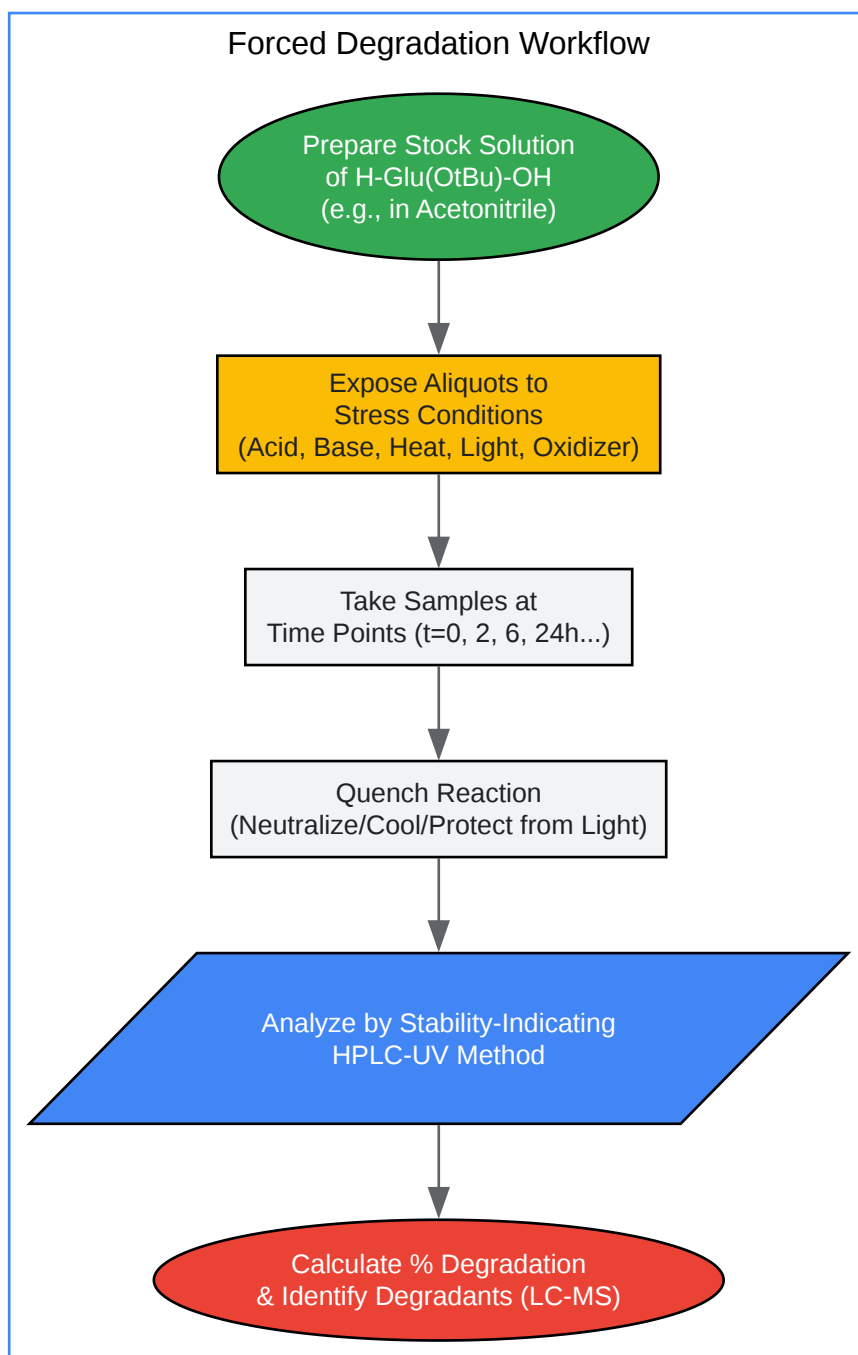 Forced Degradation Workflow
Prepare Stock Solution
of H-Glu(OtBu)-OH
(e.g., in Acetonitrile)
Expose Aliquots to
Stress Conditions
(Acid, Base, Heat, Light, Oxidizer)
Take Samples at
Time Points (t=0, 2, 6, 24h...)
Quench Reaction
(Neutralize/Cool/Protect from Light)
Analyze by Stability-Indicating
HPLC-UV Method
Calculate % Degradation
& Identify Degradants (LC-MS)